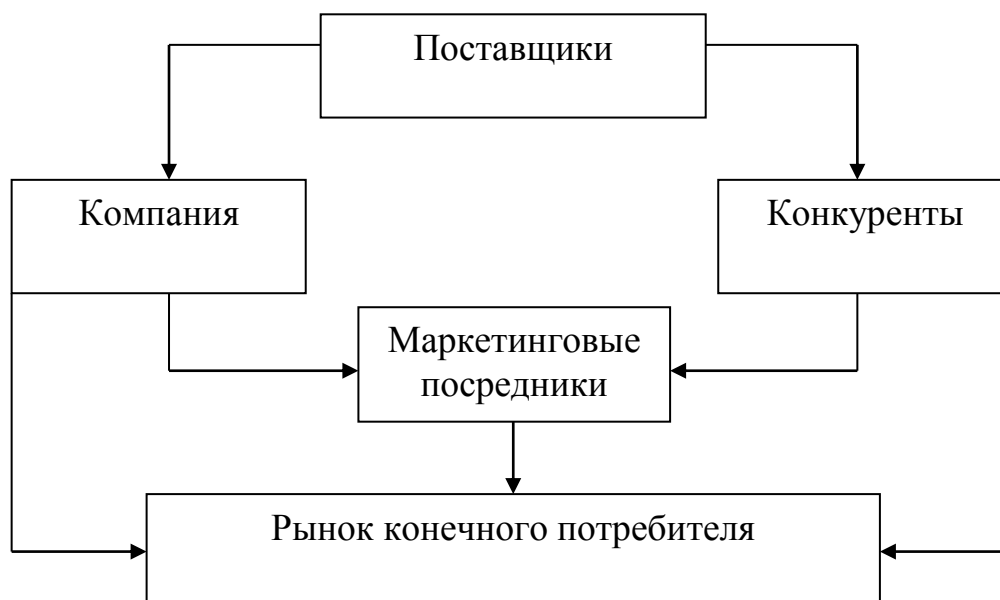 Поставщики
Компания
Конкуренты
Маркетинговые
посредники
Рынок конечного потребителя